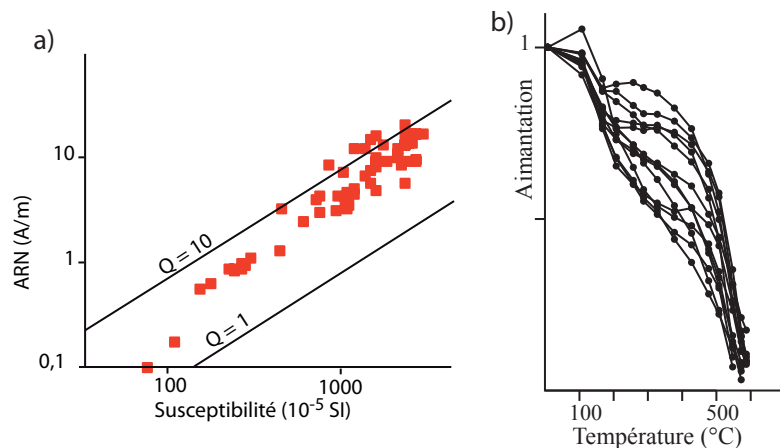 a)
ARN (A/m)
10
1
0,1
Q = 10
Q = 1
100
1000
Susceptibilité (10⁻⁵ SI)
b)
1
Aimantation
100
500
Température (°C)